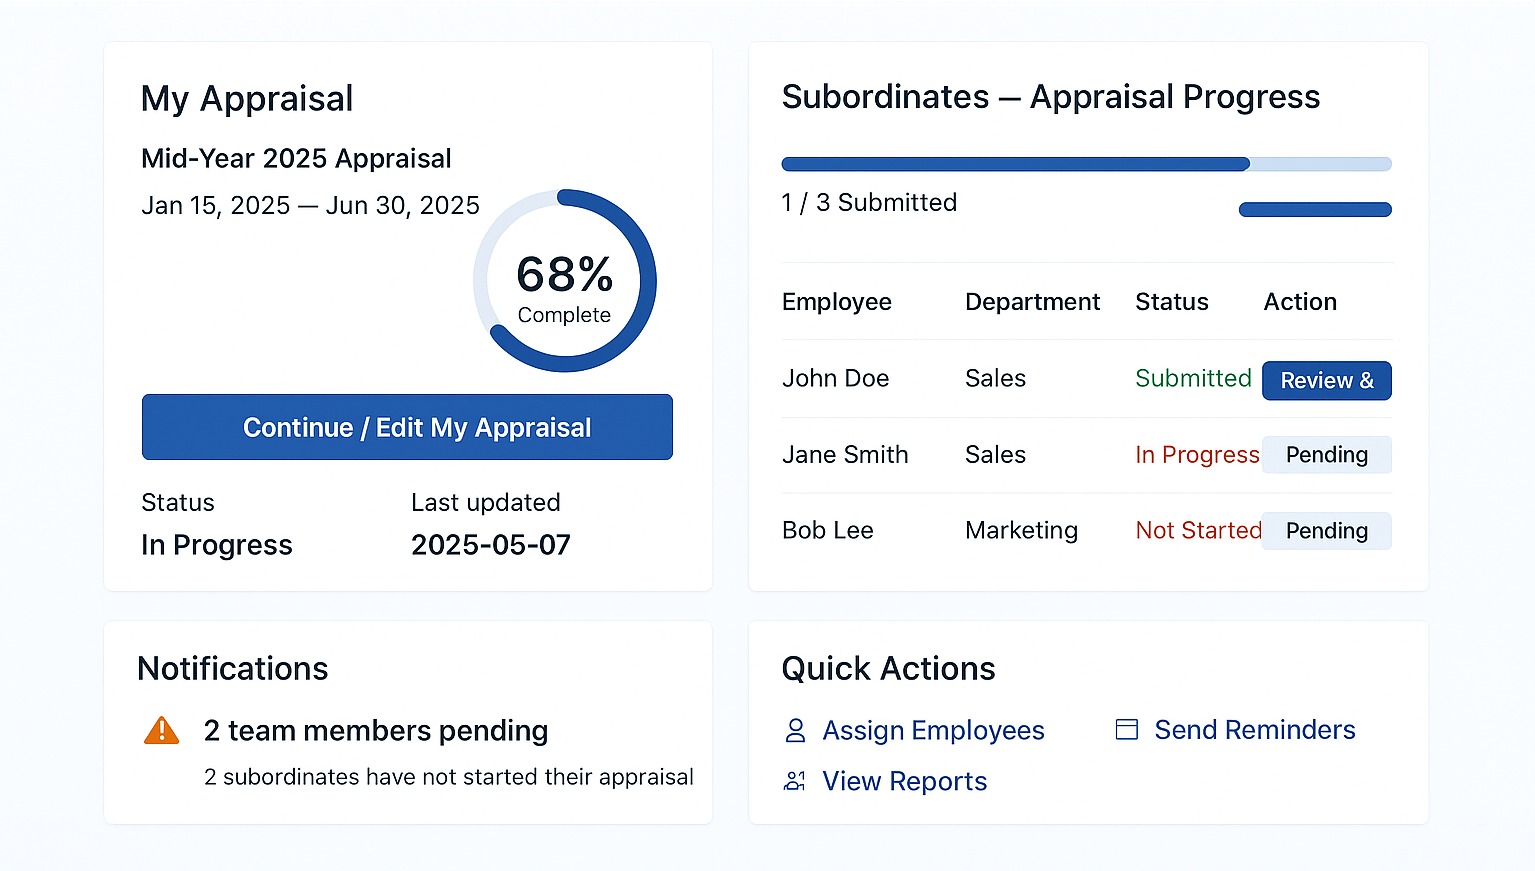 My Appraisal
Mid-Year 2025 Appraisal
Jan 15, 2025 — Jun 30, 2025
68%
Complete
Continue / Edit My Appraisal
Status
Last updated
In Progress
2025-05-07
Subordinates — Appraisal Progress
1 / 3 Submitted
Employee Department Status Action
John Doe Sales Submitted Review &
Jane Smith Sales In Progress Pending
Bob Lee Marketing Not Started Pending
Notifications
2 team members pending
2 subordinates have not started their appraisal
Quick Actions
Assign Employees
Send Reminders
View Reports